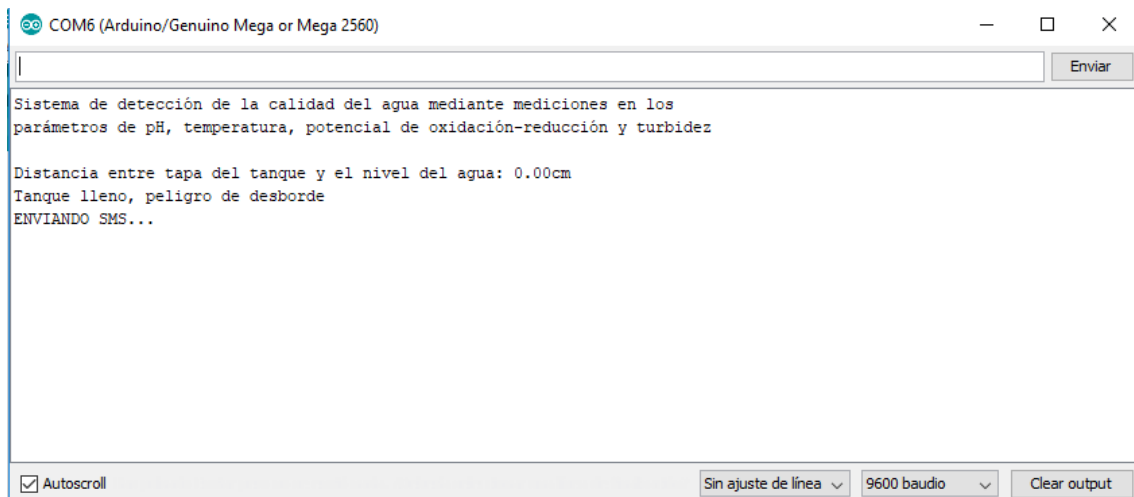 COM6 (Arduino/Genuino Mega or Mega 2560)
Enviar
Sistema de detección de la calidad del agua mediante mediciones en los
parámetros de pH, temperatura, potencial de oxidación-reducción y turbidez
Distancia entre tapa del tanque y el nivel del agua: 0.00cm
Tanque lleno, peligro de desborde
ENVIANDO SMS...
Autoscroll
Sin ajuste de línea
9600 baudio
Clear output